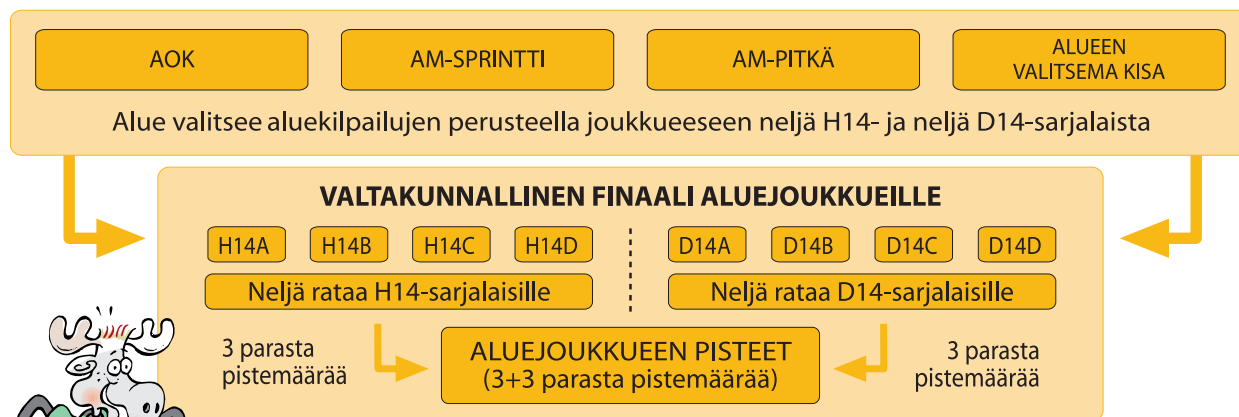 AOK
AM-SPRINTTI
AM-PITKÄ
ALUEEN
VALITSEMA KISA
Alue valitsee aluekilpailujen perusteella joukkueeseen neljä H14- ja neljä D14-sarjalaista
VALTAKUNNALLINEN FINAALI ALUEJOUKKUEILLE
H14A
H14B
H14C
H14D
D14A
D14B
D14C
D14D
Neljä rataa H14-sarjalaisille
Neljä rataa D14-sarjalaisille
3 parasta
pistemäärää
ALUEJOUKKUEEN PISTEET
(3+3 parasta pistemäärää)
3 parasta
pistemäärää